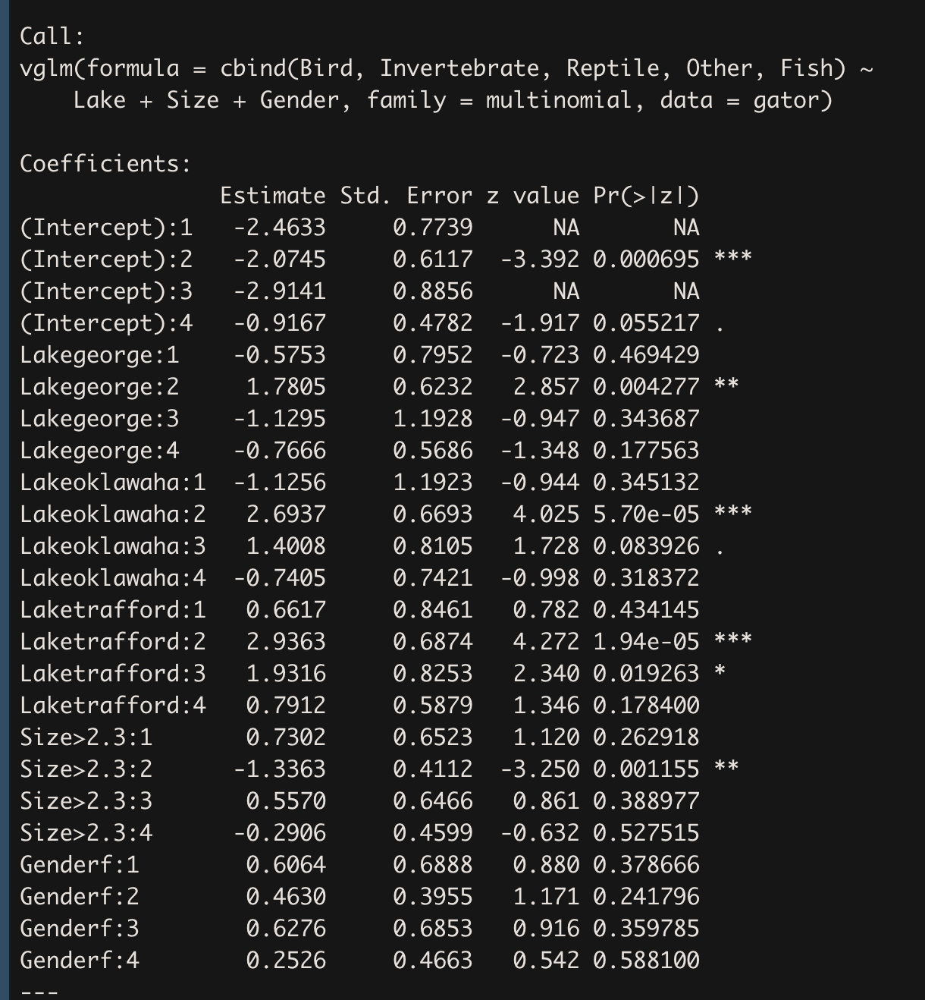 Call:
vglm(formula = cbind(Bird, Invertebrate, Reptile, Other, Fish) ~
    Lake + Size + Gender, family = multinomial, data = gator)

Coefficients:
               Estimate Std. Error z value Pr(>|z|)
(Intercept):1   -2.4633     0.7739      NA       NA
(Intercept):2   -2.0745     0.6117  -3.392 0.000695 ***
(Intercept):3   -2.9141     0.8856      NA       NA
(Intercept):4   -0.9167     0.4782  -1.917 0.055217 .
Lakegeorge:1    -0.5753     0.7952  -0.723 0.469429
Lakegeorge:2     1.7805     0.6232   2.857 0.004277 **
Lakegeorge:3    -1.1295     1.1928  -0.947 0.343687
Lakegeorge:4    -0.7666     0.5686  -1.348 0.177563
Lakeoklawaha:1  -1.1256     1.1923  -0.944 0.345132
Lakeoklawaha:2   2.6937     0.6693   4.025 5.70e-05 ***
Lakeoklawaha:3   1.4008     0.8105   1.728 0.083926 .
Lakeoklawaha:4  -0.7405     0.7421  -0.998 0.318372
Laketrafford:1   0.6617     0.8461   0.782 0.434145
Laketrafford:2   2.9363     0.6874   4.272 1.94e-05 ***
Laketrafford:3   1.9316     0.8253   2.340 0.019263 *
Laketrafford:4   0.7912     0.5879   1.346 0.178400
Size>2.3:1       0.7302     0.6523   1.120 0.262918
Size>2.3:2      -1.3363     0.4112  -3.250 0.001155 **
Size>2.3:3       0.5570     0.6466   0.861 0.388977
Size>2.3:4      -0.2906     0.4599  -0.632 0.527515
Genderf:1        0.6064     0.6888   0.880 0.378666
Genderf:2        0.4630     0.3955   1.171 0.241796
Genderf:3        0.6276     0.6853   0.916 0.359785
Genderf:4        0.2526     0.4663   0.542 0.588100
---